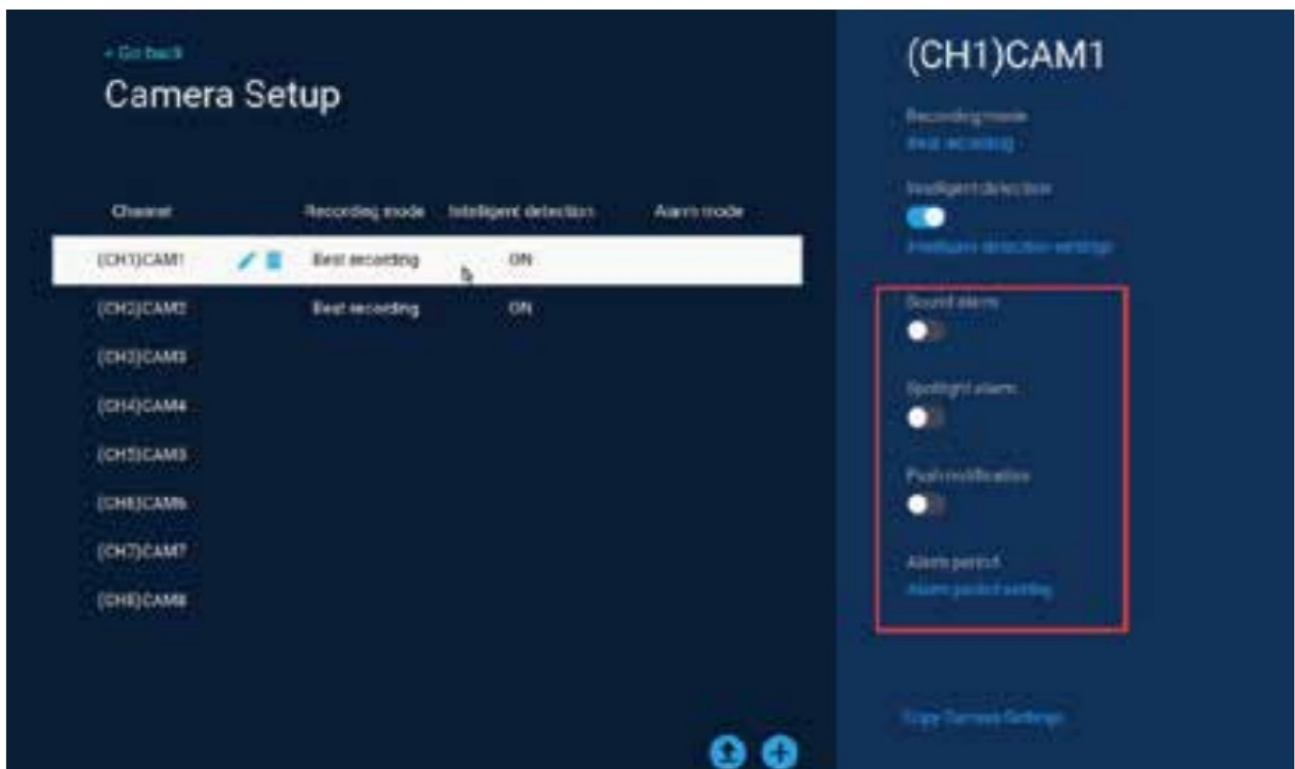 < Go back
Camera Setup
Channel Recording mode Intelligent detection Alarm mode
(CH1)CAM1 Best recording ON
(CH2)CAM2 Best recording ON
(CH3)CAM3
(CH4)CAM4
(CH5)CAM5
(CH6)CAM6
(CH7)CAM7
(CH8)CAM8
(CH1)CAM1
Recording mode
Best recording
Intelligent detection
Intelligent detection settings
Sound alarm
Spotlight alarm
Push notification
Alarm period
Alarm period setting
Copy Camera Settings